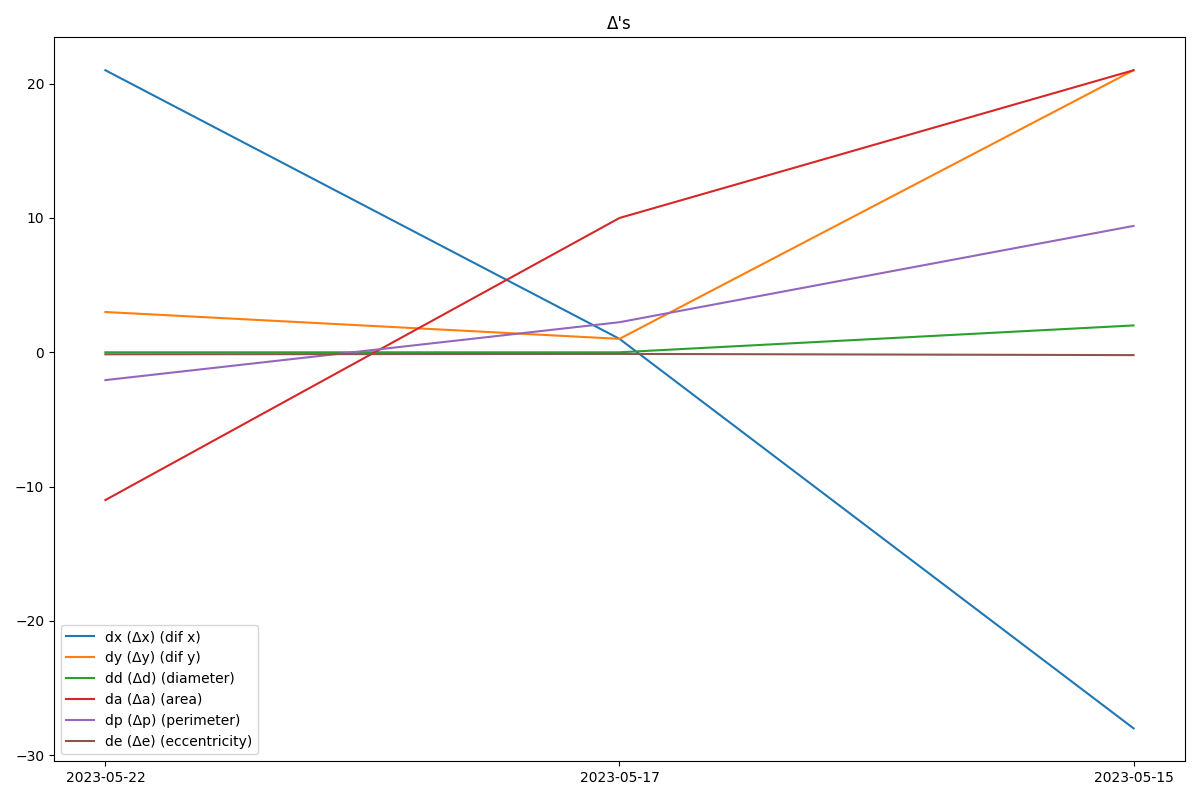 Δ's
20
10
0
−10
−20
−30
dx (Δx) (dif x)
dy (Δy) (dif y)
dd (Δd) (diameter)
da (Δa) (area)
dp (Δp) (perimeter)
de (Δe) (eccentricity)
2023-05-22 2023-05-17 2023-05-15